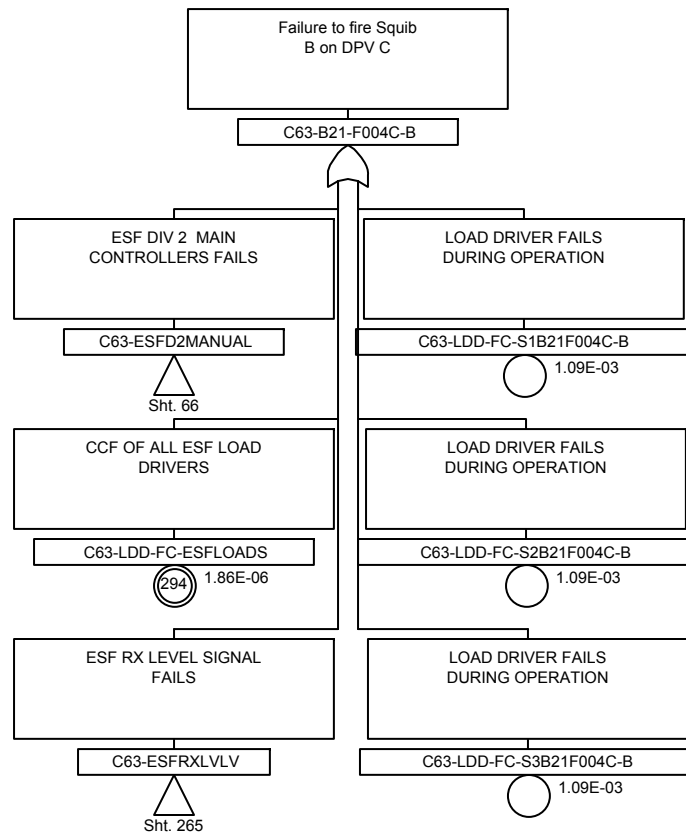 Failure to fire Squib
B on DPV C
C63-B21-F004C-B
ESF DIV 2 MAIN
CONTROLLERS FAILS
C63-ESFD2MANUAL
Sht. 66
LOAD DRIVER FAILS
DURING OPERATION
C63-LDD-FC-S1B21F004C-B
1.09E-03
CCF OF ALL ESF LOAD
DRIVERS
C63-LDD-FC-ESFLOADS
294
1.86E-06
LOAD DRIVER FAILS
DURING OPERATION
C63-LDD-FC-S2B21F004C-B
1.09E-03
ESF RX LEVEL SIGNAL
FAILS
C63-ESFRXLVLV
Sht. 265
LOAD DRIVER FAILS
DURING OPERATION
C63-LDD-FC-S3B21F004C-B
1.09E-03